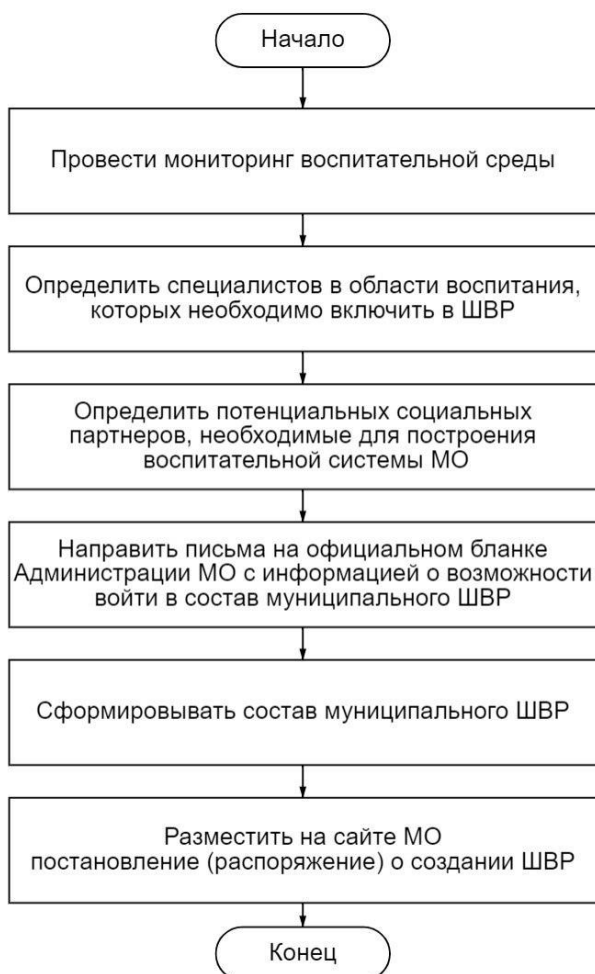 Начало
Провести мониторинг воспитательной среды
Определить специалистов в области воспитания,
которых необходимо включить в ШВР
Определить потенциальных социальных
партнеров, необходимые для построения
воспитательной системы МО
Направить письма на официальном бланке
Администрации МО с информацией о возможности
войти в состав муниципального ШВР
Сформировывать состав муниципального ШВР
Разместить на сайте МО
постановление (распоряжение) о создании ШВР
Конец